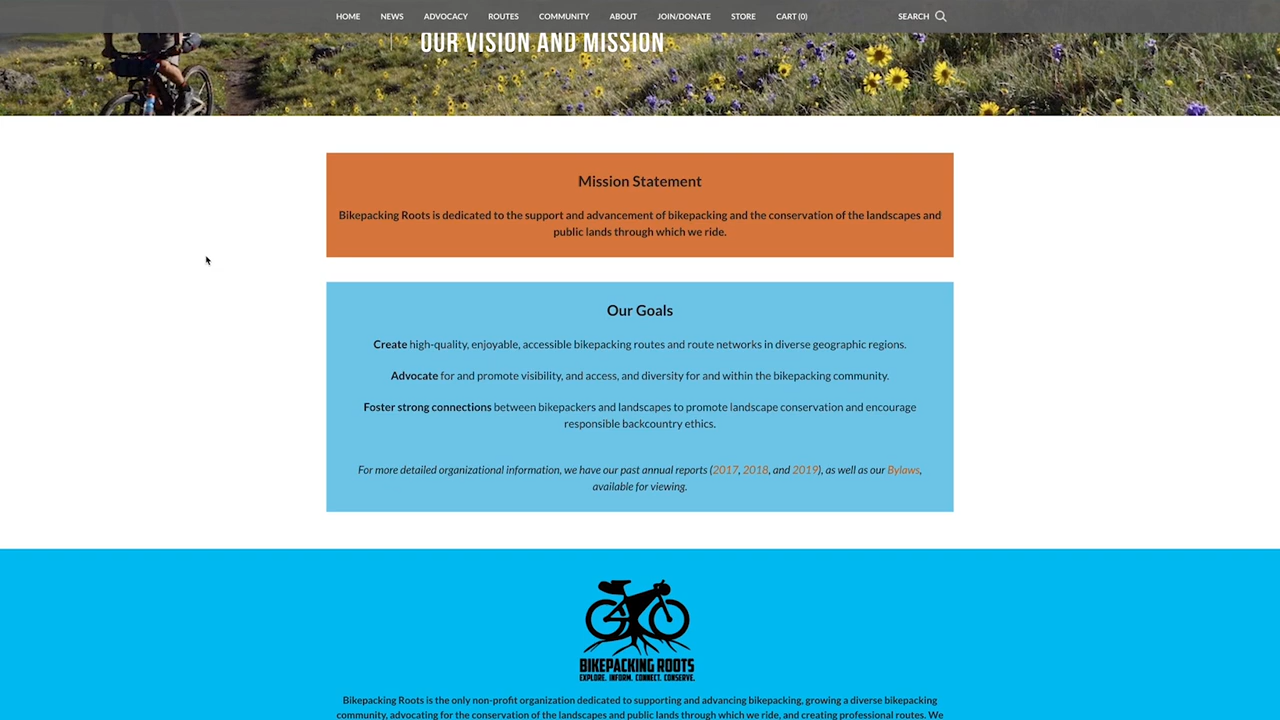 HOME NEWS ADVOCACY ROUTES COMMUNITY ABOUT JOIN/DONATE STORE CART (0) SEARCH
OUR VISION AND MISSION
Mission Statement
Bikepacking Roots is dedicated to the support and advancement of bikepacking and the conservation of the landscapes and
public lands through which we ride.
Our Goals
Create high-quality, enjoyable, accessible bikepacking routes and route networks in diverse geographic regions.
Advocate for and promote visibility, and access, and diversity for and within the bikepacking community.
Foster strong connections between bikepackers and landscapes to promote landscape conservation and encourage
responsible backcountry ethics.
For more detailed organizational information, we have our past annual reports (2017, 2018, and 2019), as well as our Bylaws,
available for viewing.
BIKEPACKING ROOTS
EXPLORE. INFORM. CONNECT. CONSERVE.
Bikepacking Roots is the only non-profit organization dedicated to supporting and advancing bikepacking, growing a diverse bikepacking
community, advocating for the conservation of the landscapes and public lands through which we ride, and creating professional routes. We